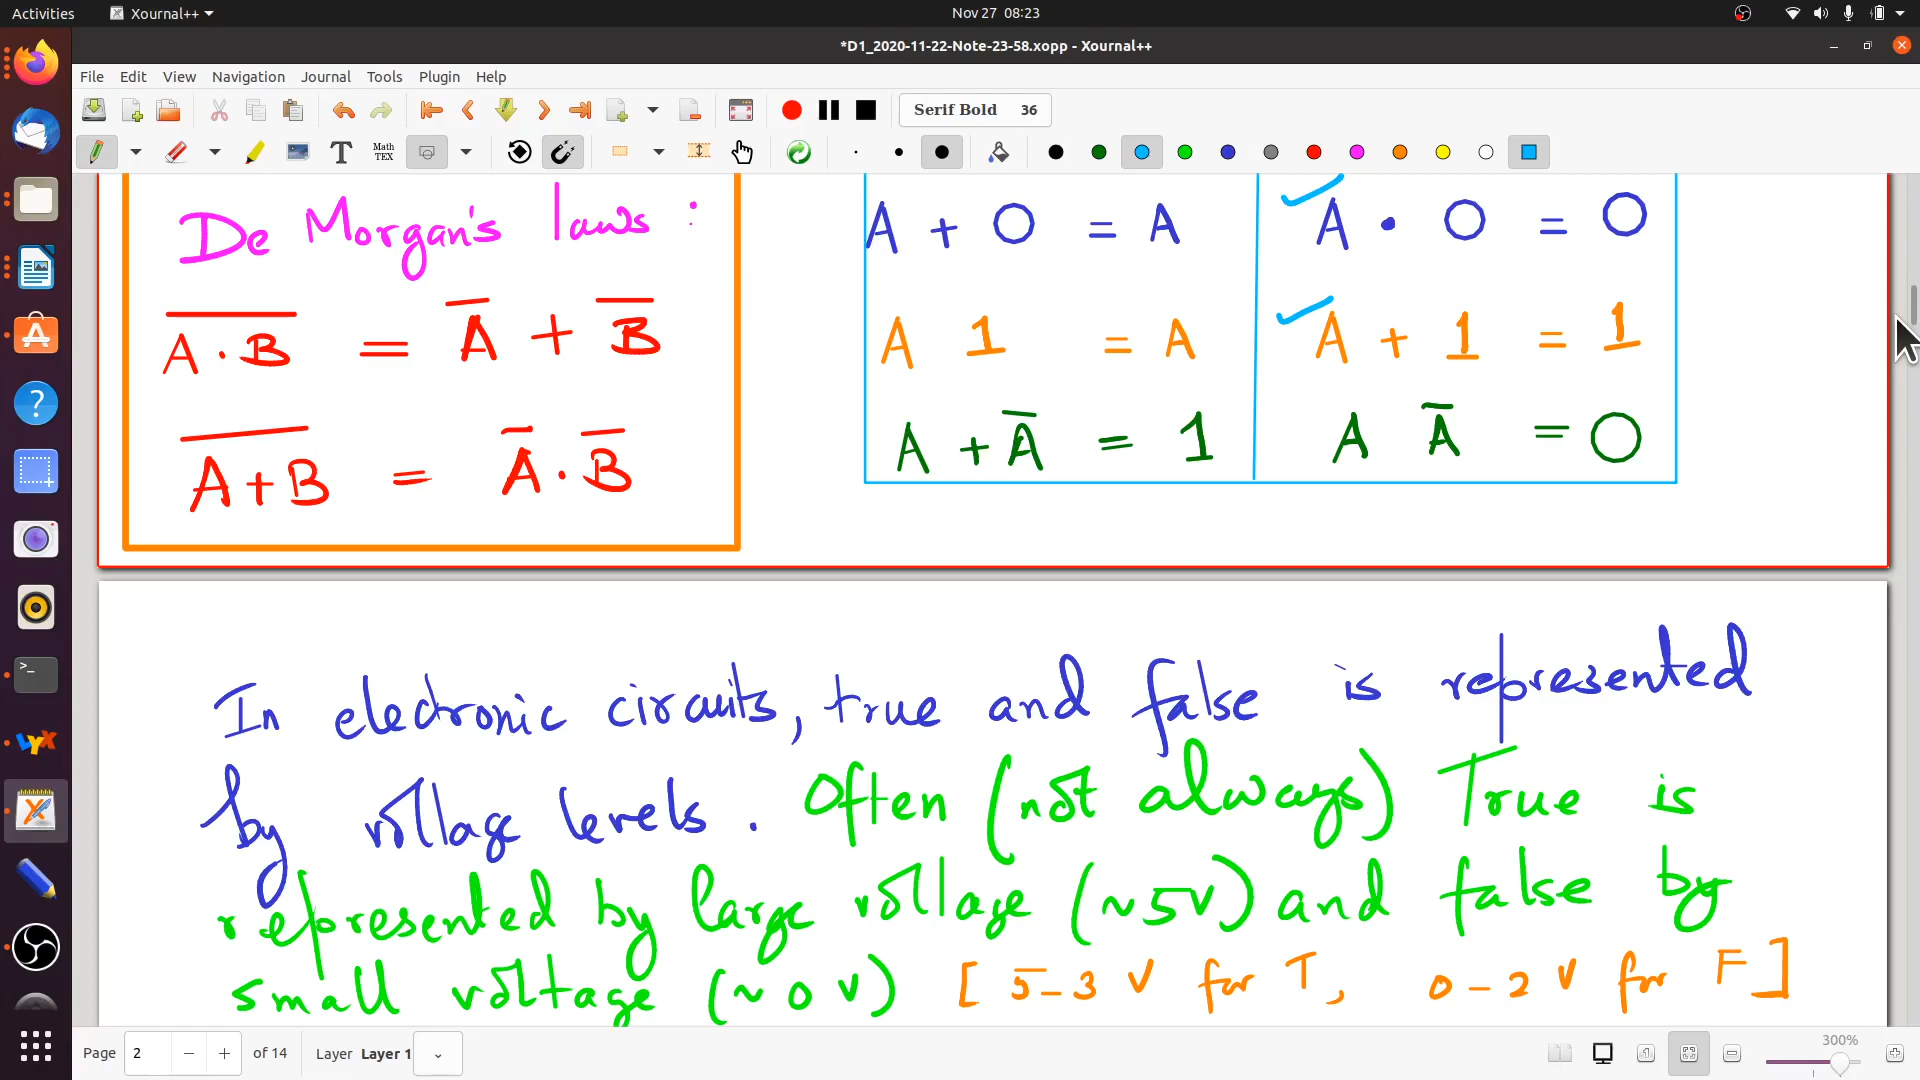 Activities
Xournal++
Nov 27 08:23
*D1_2020-11-22-Note-23-58.xopp - Xournal++
File Edit View Navigation Journal Tools Plugin Help
Serif Bold 36
T
Math TEX
De Morgan's laws :
A̅ ̅·̅ ̅B̅ = A̅ + B̅
A̅ ̅+̅ ̅B̅ = A̅ · B̅
A + 0 = A
A · 0 = 0
A 1 = A
A + 1 = 1
A + A̅ = 1
A A̅ = 0
In electronic circuits, true and false is represented
by voltage levels. Often (not always) True is
represented by large voltage (~5V) and false by
small voltage (~ 0 V) [ 5-3 V for T, 0-2 V for F ]
Page 2 of 14 Layer Layer 1
300%